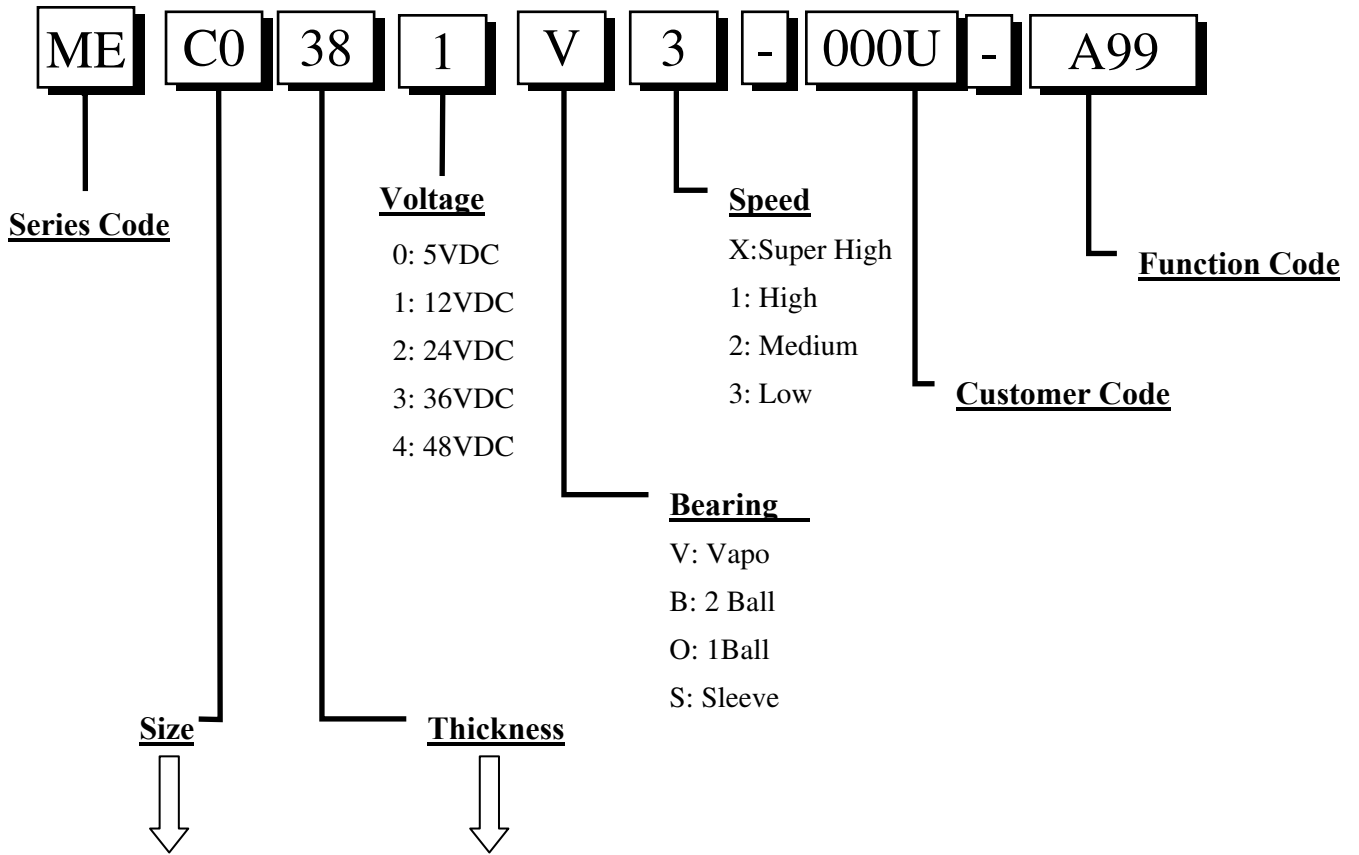 ME C0 38 1 V 3 - 000U - A99
Series Code
Voltage
0: 5VDC
1: 12VDC
2: 24VDC
3: 36VDC
4: 48VDC
Speed
X:Super High
1: High
2: Medium
3: Low
Function Code
Customer Code
Bearing
V: Vapo
B: 2 Ball
O: 1Ball
S: Sleeve
Size
Thickness